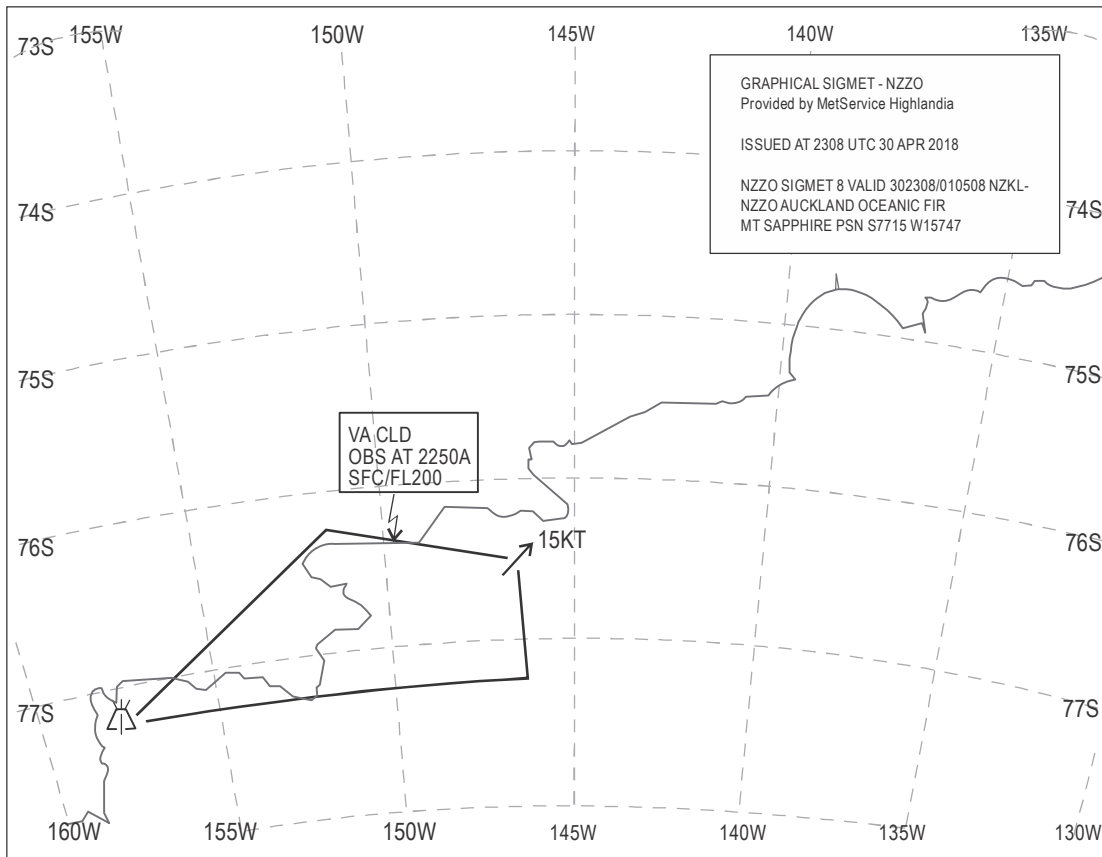 155W 150W 145W 140W 135W
73S
GRAPHICAL SIGMET - NZZO
Provided by MetService Highlandia
ISSUED AT 2308 UTC 30 APR 2018
NZZO SIGMET 8 VALID 302308/010508 NZKL-
NZZO AUCKLAND OCEANIC FIR
MT SAPPHIRE PSN S7715 W15747
74S 74S
75S 75S
VA CLD
OBS AT 2250A
SFC/FL200
76S 76S
15KT
77S 77S
160W 155W 150W 145W 140W 135W 130W